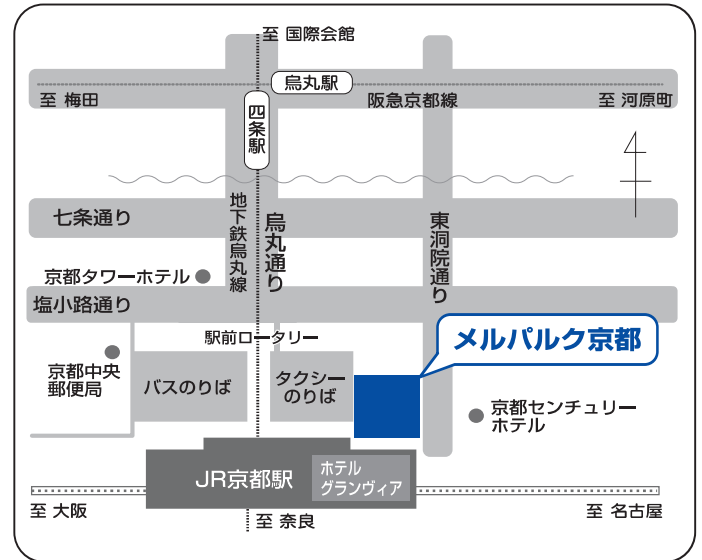 至 国際会館
烏丸駅
至 梅田
阪急京都線
至 河原町
四条駅
七条通り
地下鉄烏丸線
烏丸通り
東洞院通り
京都タワーホテル
塩小路通り
駅前ロータリー
メルパルク京都
京都中央
郵便局
バスのりば
タクシー
のりば
京都センチュリー
ホテル
JR京都駅
ホテル
グランヴィア
至 大阪
至 奈良
至 名古屋